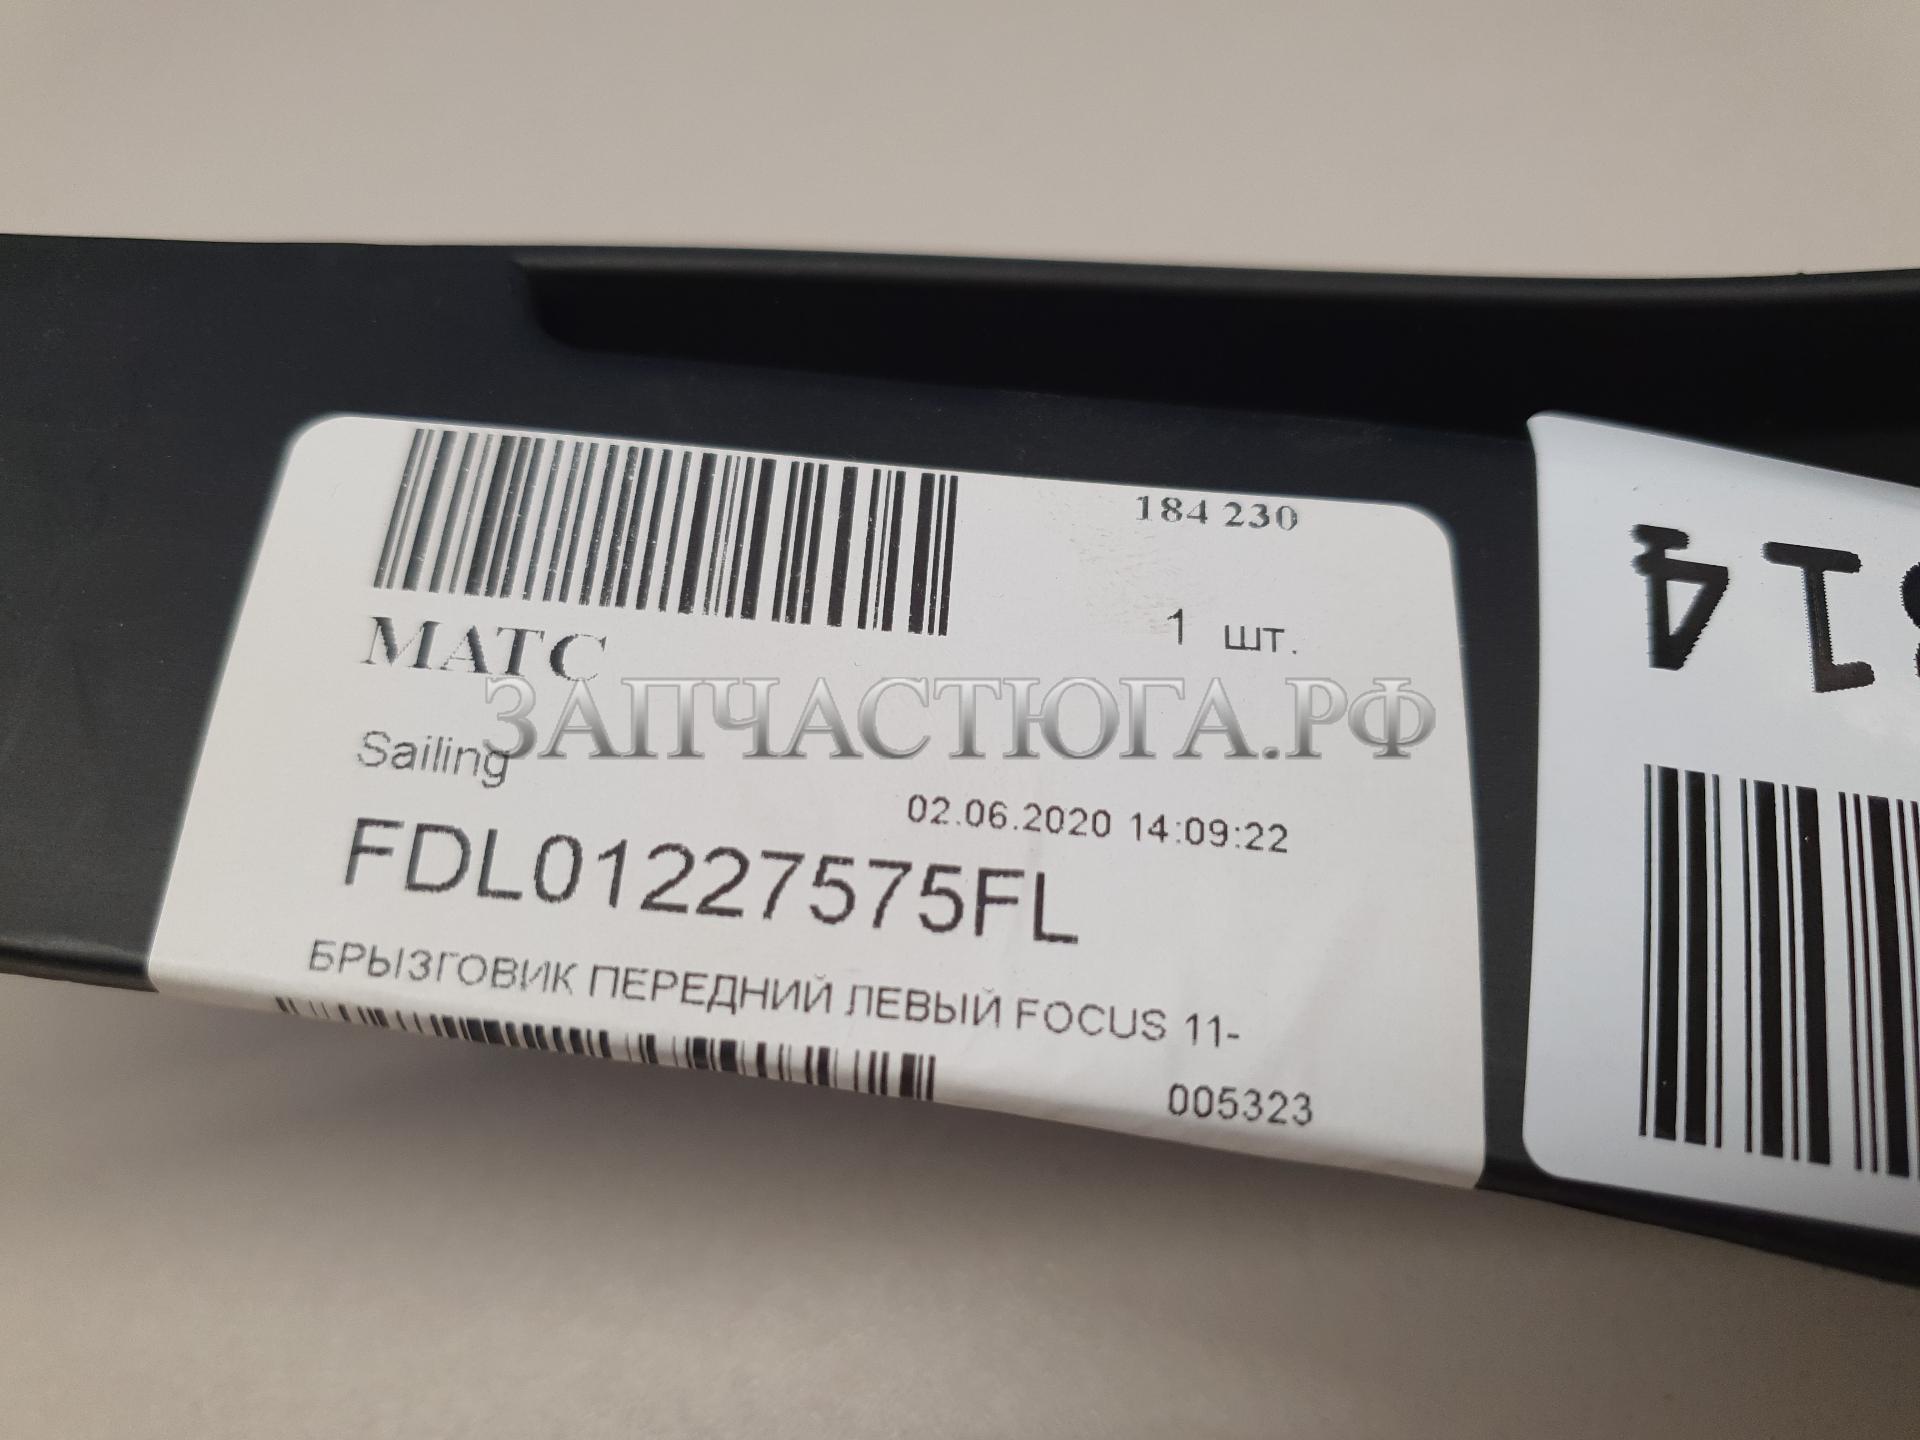 184 230
1 шт.
МАТС
ЗАПЧАСТЮГА.РФ
Sailing
02.06.2020 14:09:22
FDL01227575FL
БРЫЗГОВИК ПЕРЕДНИЙ ЛЕВЫЙ FOCUS 11-
005323